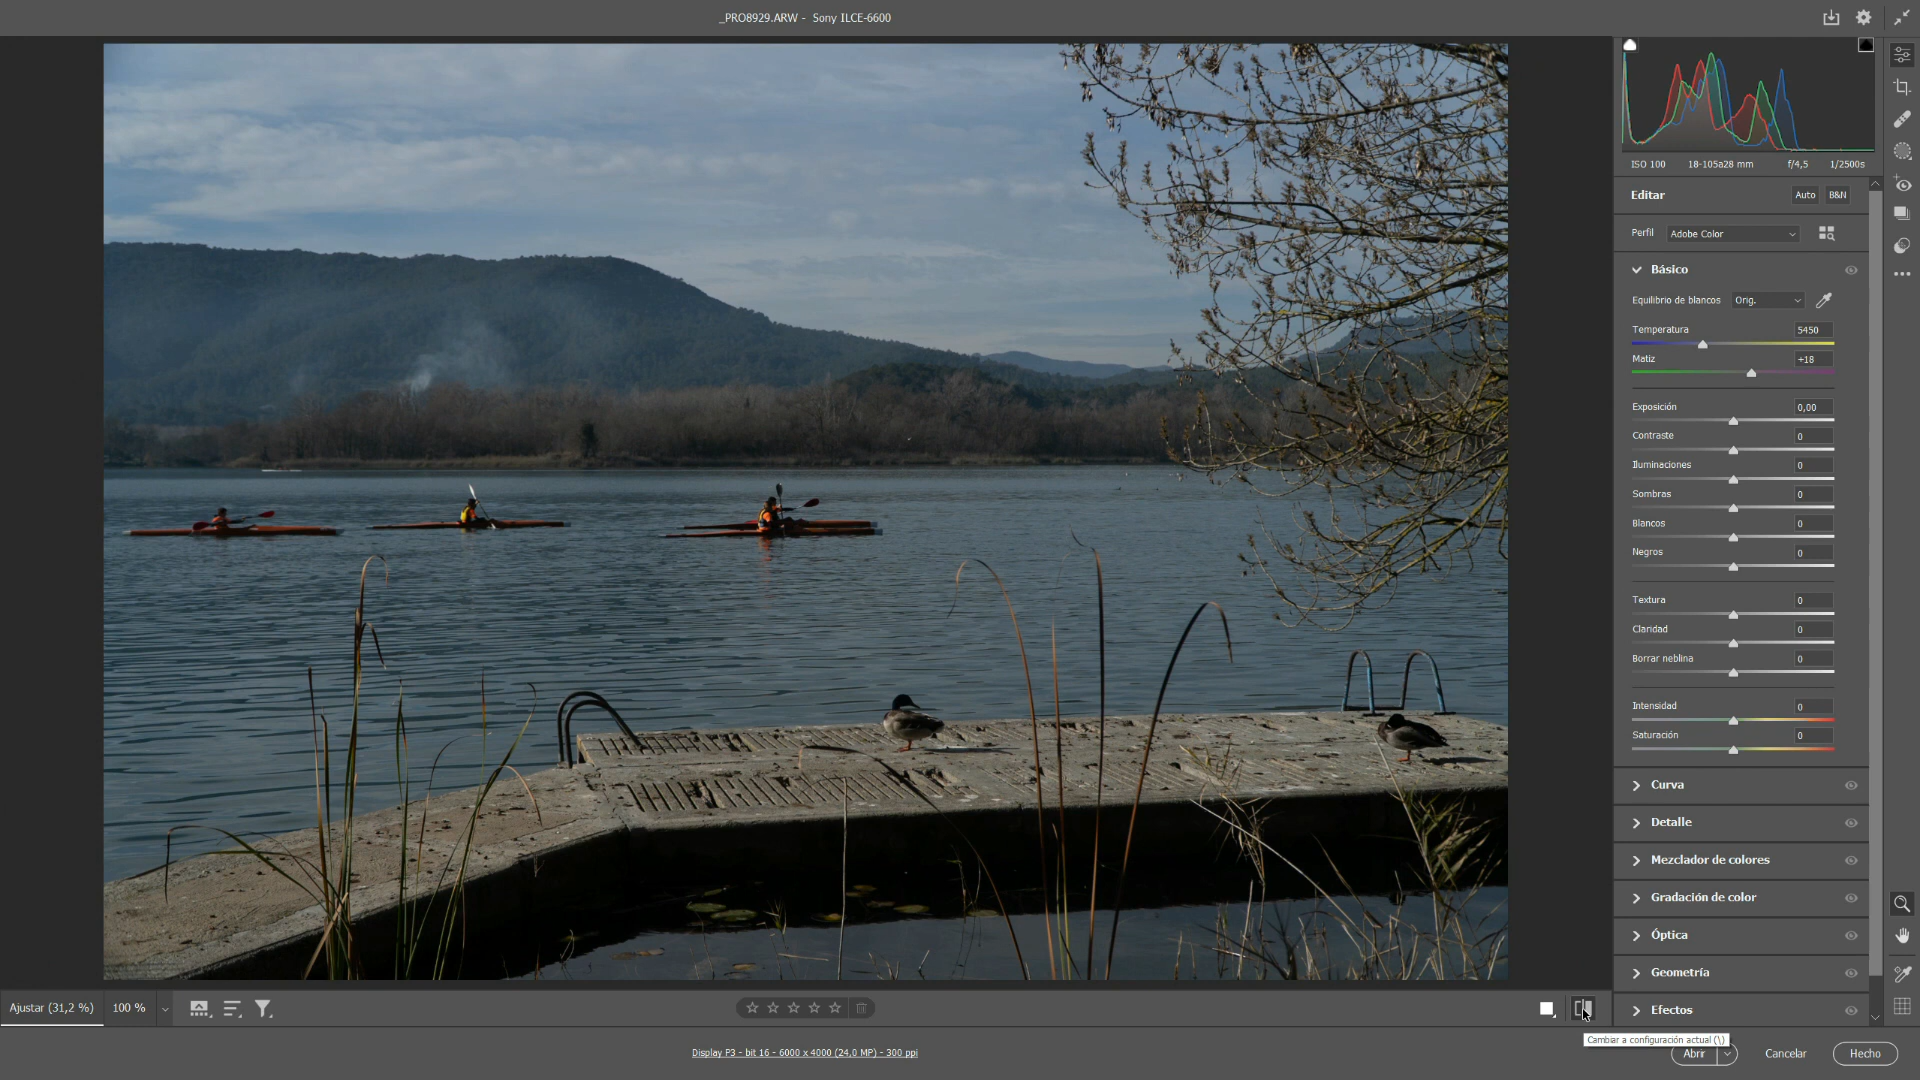 _PRO8929.ARW - Sony ILCE-6600
ISO 100 18-105a28 mm f/4,5 1/2500s
Editar Auto B&N
Perfil Adobe Color
Básico
Equilibrio de blancos Orig.
Temperatura 5450
Matiz +18
Exposición 0,00
Contraste 0
Iluminaciones 0
Sombras 0
Blancos 0
Negros 0
Textura 0
Claridad 0
Borrar neblina 0
Intensidad 0
Saturación 0
Curva
Detalle
Mezclador de colores
Gradación de color
Óptica
Geometría
Efectos
Ajustar (31,2 %) 100 %
Cambiar a configuración actual (\)
Display P3 - bit 16 - 6000 x 4000 (24,0 MP) - 300 ppi
Abrir Cancelar Hecho